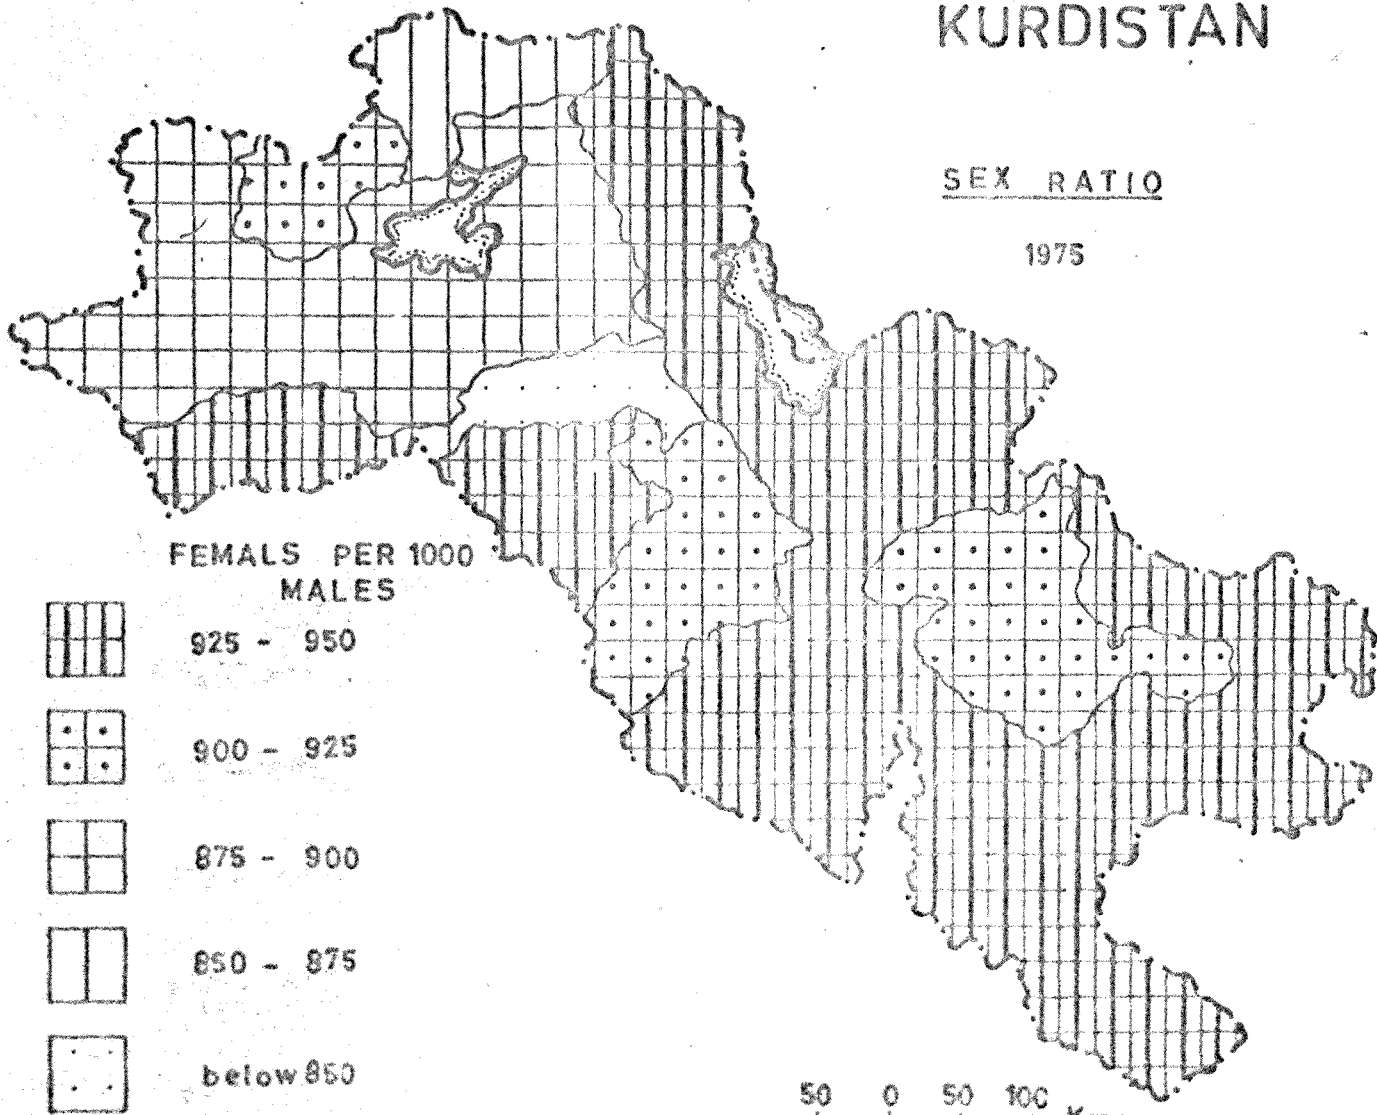 KURDISTAN
SEX RATIO
1975
FEMALS PER 1000
MALES
925 - 950
900 - 925
875 - 900
850 - 875
below 850
50 0 50 100